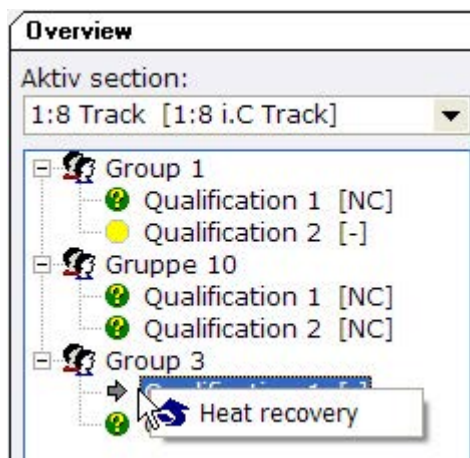 Overview
Aktiv section:
1:8 Track [1:8 i.C Track]
Group 1
Qualification 1 [NC]
Qualification 2 [-]
Gruppe 10
Qualification 1 [NC]
Qualification 2 [NC]
Group 3
Heat recovery